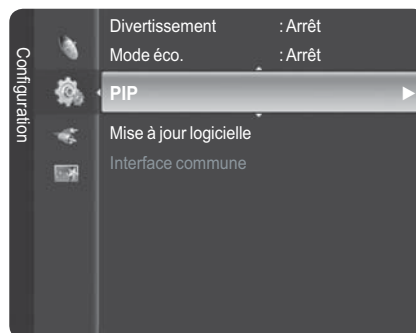 Configuration
Divertissement : Arrêt
Mode éco. : Arrêt
PIP
Mise à jour logicielle
Interface commune